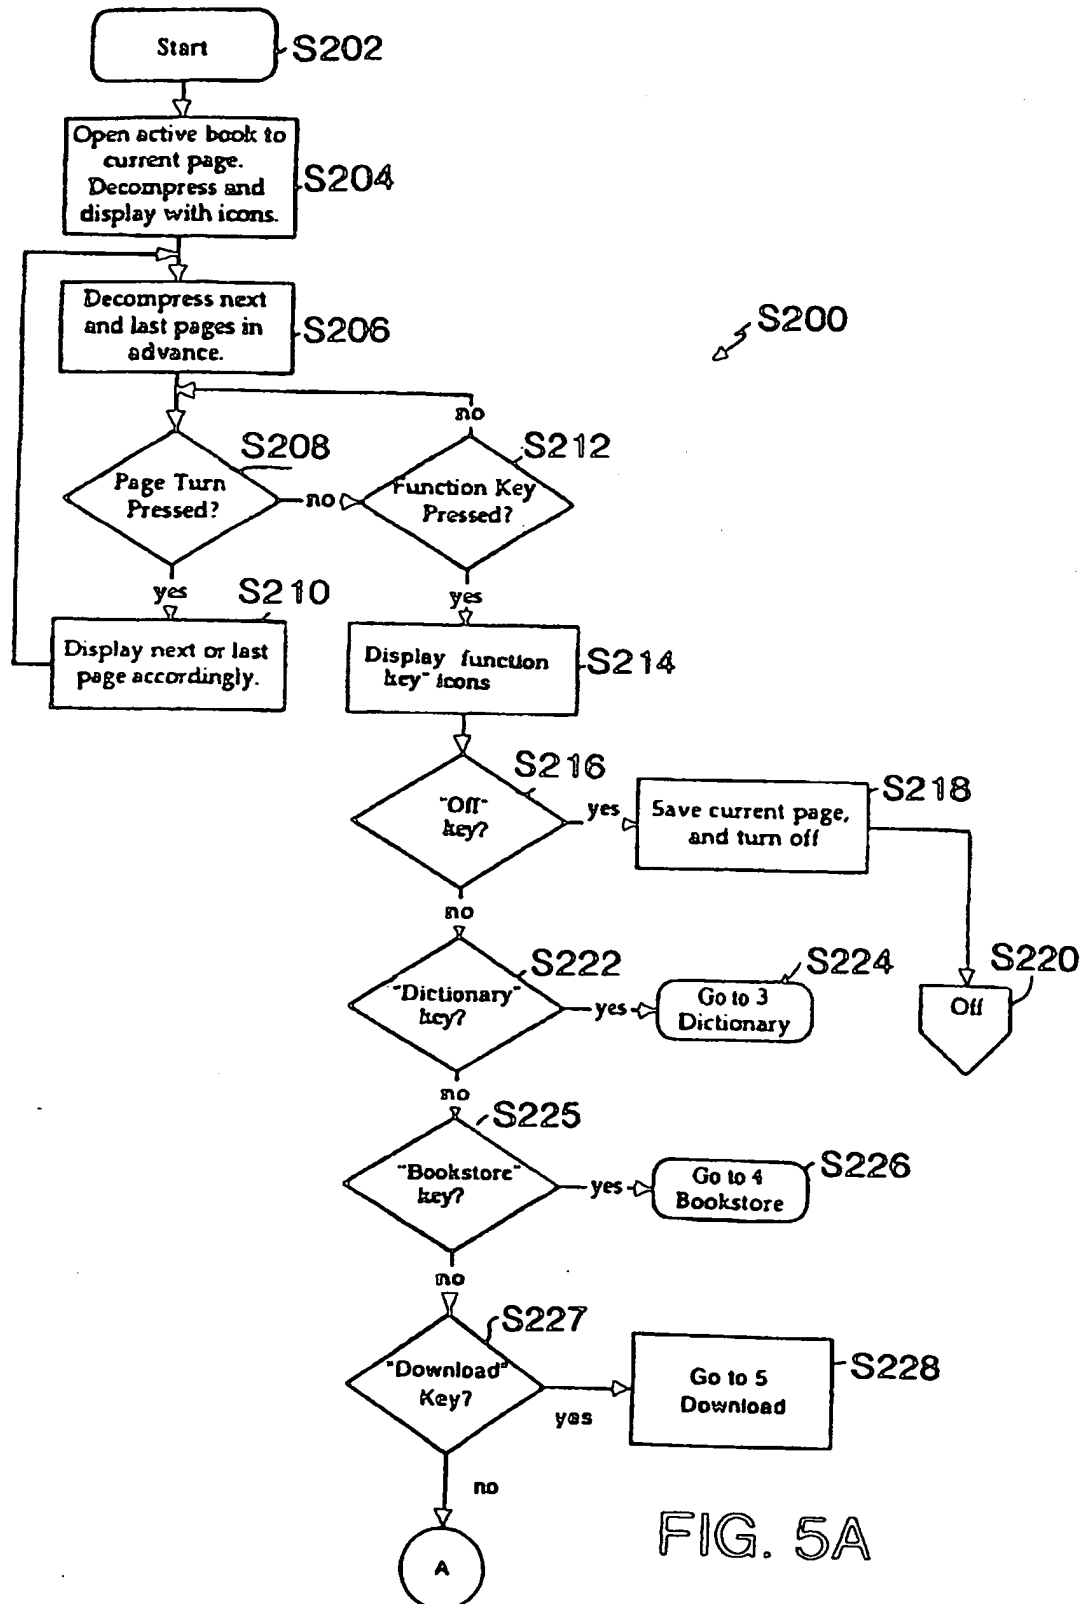 Start
S202
Open active book to
current page.
Decompress and
display with icons.
S204
Decompress next
and last pages in
advance.
S206
S200
no
S208
S212
Page Turn
Pressed?
no
Function Key
Pressed?
yes
S210
yes
Display next or last
page accordingly.
Display function
key" icons
S214
S216
"Off"
key?
yes
Save current page,
and turn off
S218
no
S222
"Dictionary"
key?
yes
Go to 3
Dictionary
S224
S220
Off
no
S225
"Bookstore"
key?
yes
Go to 4
Bookstore
S226
no
S227
"Download"
Key?
yes
Go to 5
Download
S228
no
A
FIG. 5A